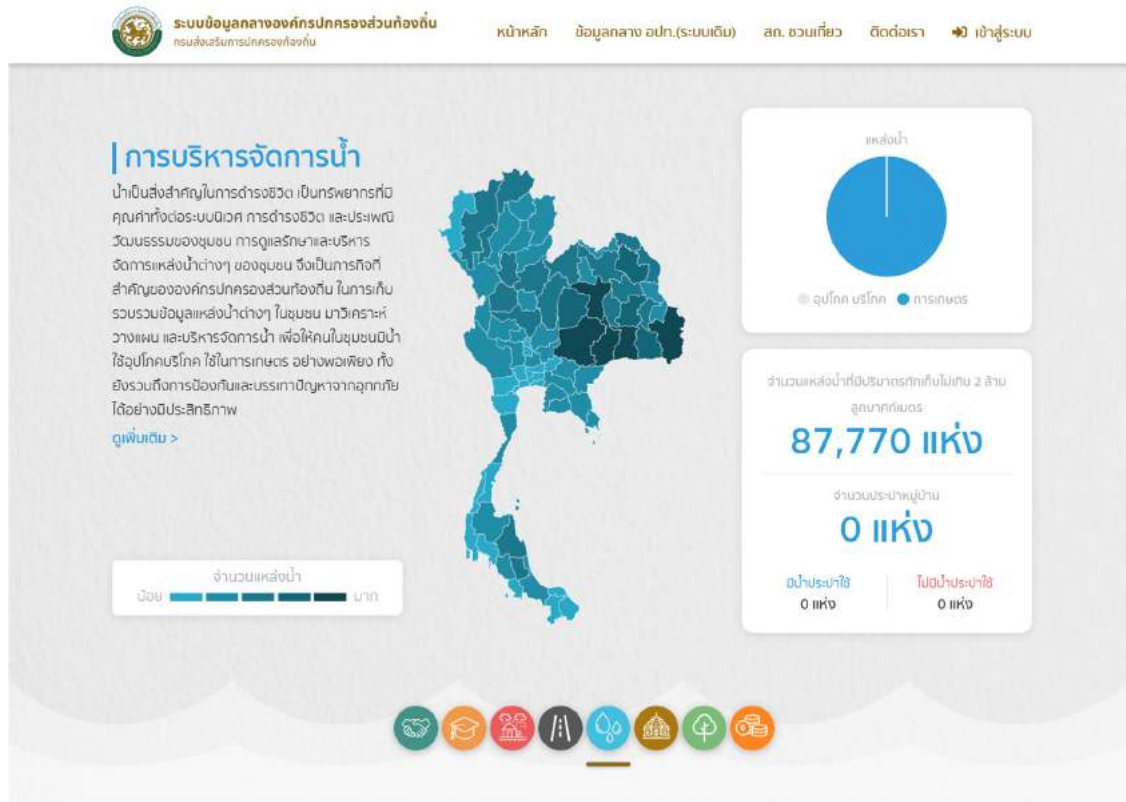 ระบบข้อมูลกลางองค์กรปกครองส่วนท้องถิ่น
กรมส่งเสริมการปกครองท้องถิ่น
หน้าหลัก ข้อมูลกลาง อปท.(ระบบเดิม) สถ. ชวนเที่ยว ติดต่อเรา เข้าสู่ระบบ
การบริหารจัดการน้ำ
น้ำเป็นสิ่งสำคัญในการดำรงชีวิต เป็นทรัพยากรที่มี
คุณค่าทั้งต่อระบบนิเวศ การดำรงชีวิต และประเพณี
วัฒนธรรมของชุมชน การดูแลรักษาและบริหาร
จัดการแหล่งน้ำต่างๆ ของชุมชน จึงเป็นภารกิจที่
สำคัญขององค์กรปกครองส่วนท้องถิ่น ในการเก็บ
รวบรวมข้อมูลแหล่งน้ำต่างๆ ในชุมชน มาวิเคราะห์
วางแผน และบริหารจัดการน้ำ เพื่อให้คนในชุมชนมีน้ำ
ใช้อุปโภคบริโภค ใช้ในการเกษตร อย่างพอเพียง ทั้ง
ยังรวมถึงการป้องกันและบรรเทาปัญหาจากอุทกภัย
ได้อย่างมีประสิทธิภาพ
ดูเพิ่มเติม >
จำนวนแหล่งน้ำ
น้อย มาก
แหล่งน้ำ
อุปโภค บริโภค การเกษตร
จำนวนแหล่งน้ำที่มีปริมาตรกักเก็บไม่เกิน 2 ล้าน
ลูกบาศก์เมตร
87,770 แห่ง
จำนวนประปาหมู่บ้าน
0 แห่ง
มีน้ำประปาใช้ ไม่มีน้ำประปาใช้
0 แห่ง 0 แห่ง